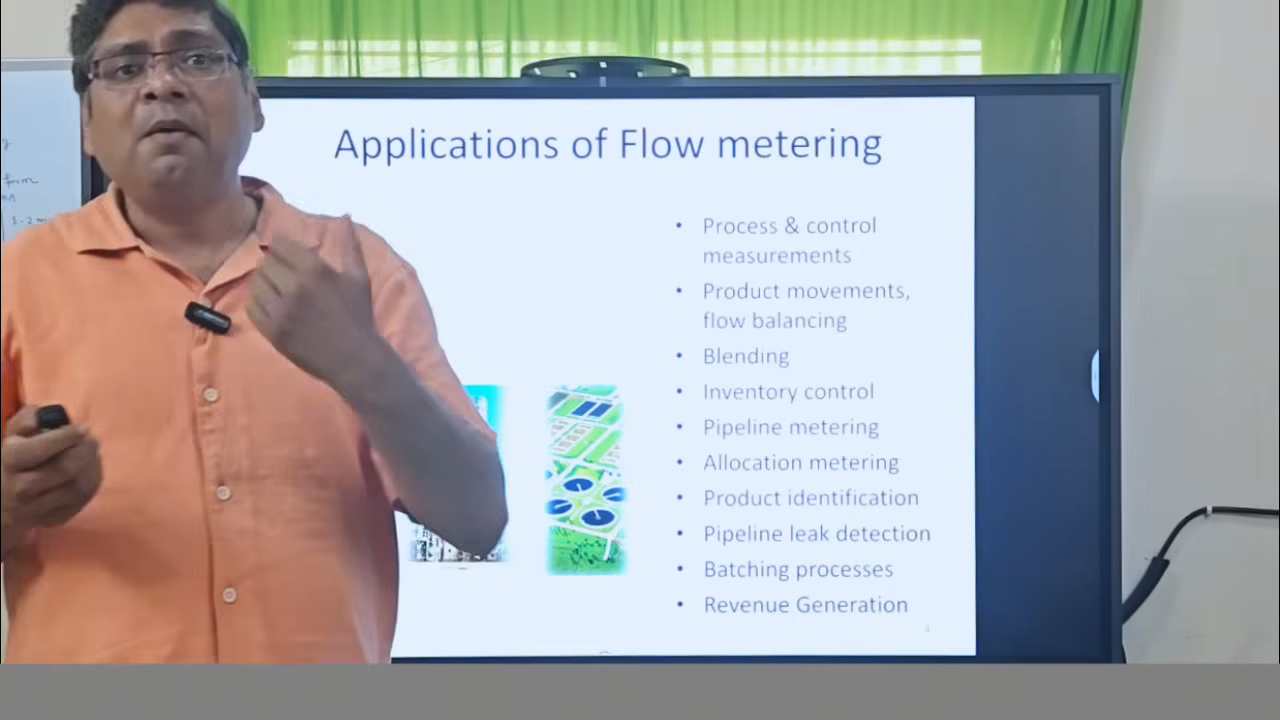 Applications of Flow metering
• Process & control
measurements
• Product movements,
flow balancing
• Blending
• Inventory control
• Pipeline metering
• Allocation metering
• Product identification
• Pipeline leak detection
• Batching processes
• Revenue Generation